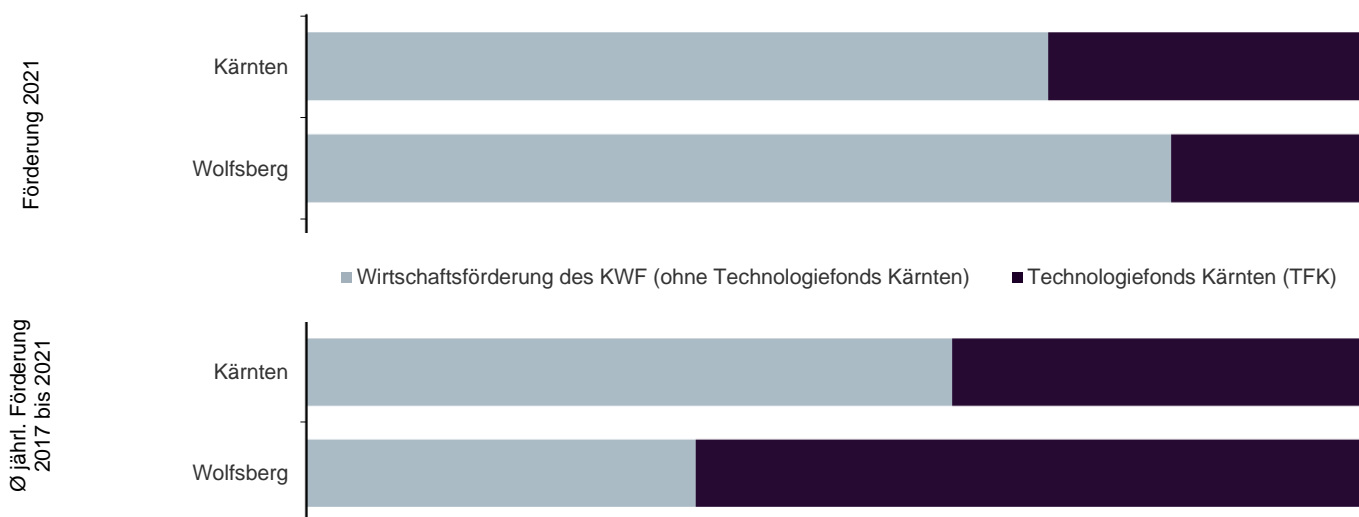 Förderung 2021
Kärnten
Wolfsberg
Wirtschaftsförderung des KWF (ohne Technologiefonds Kärnten)
Technologiefonds Kärnten (TFK)
Ø jährl. Förderung
2017 bis 2021
Kärnten
Wolfsberg